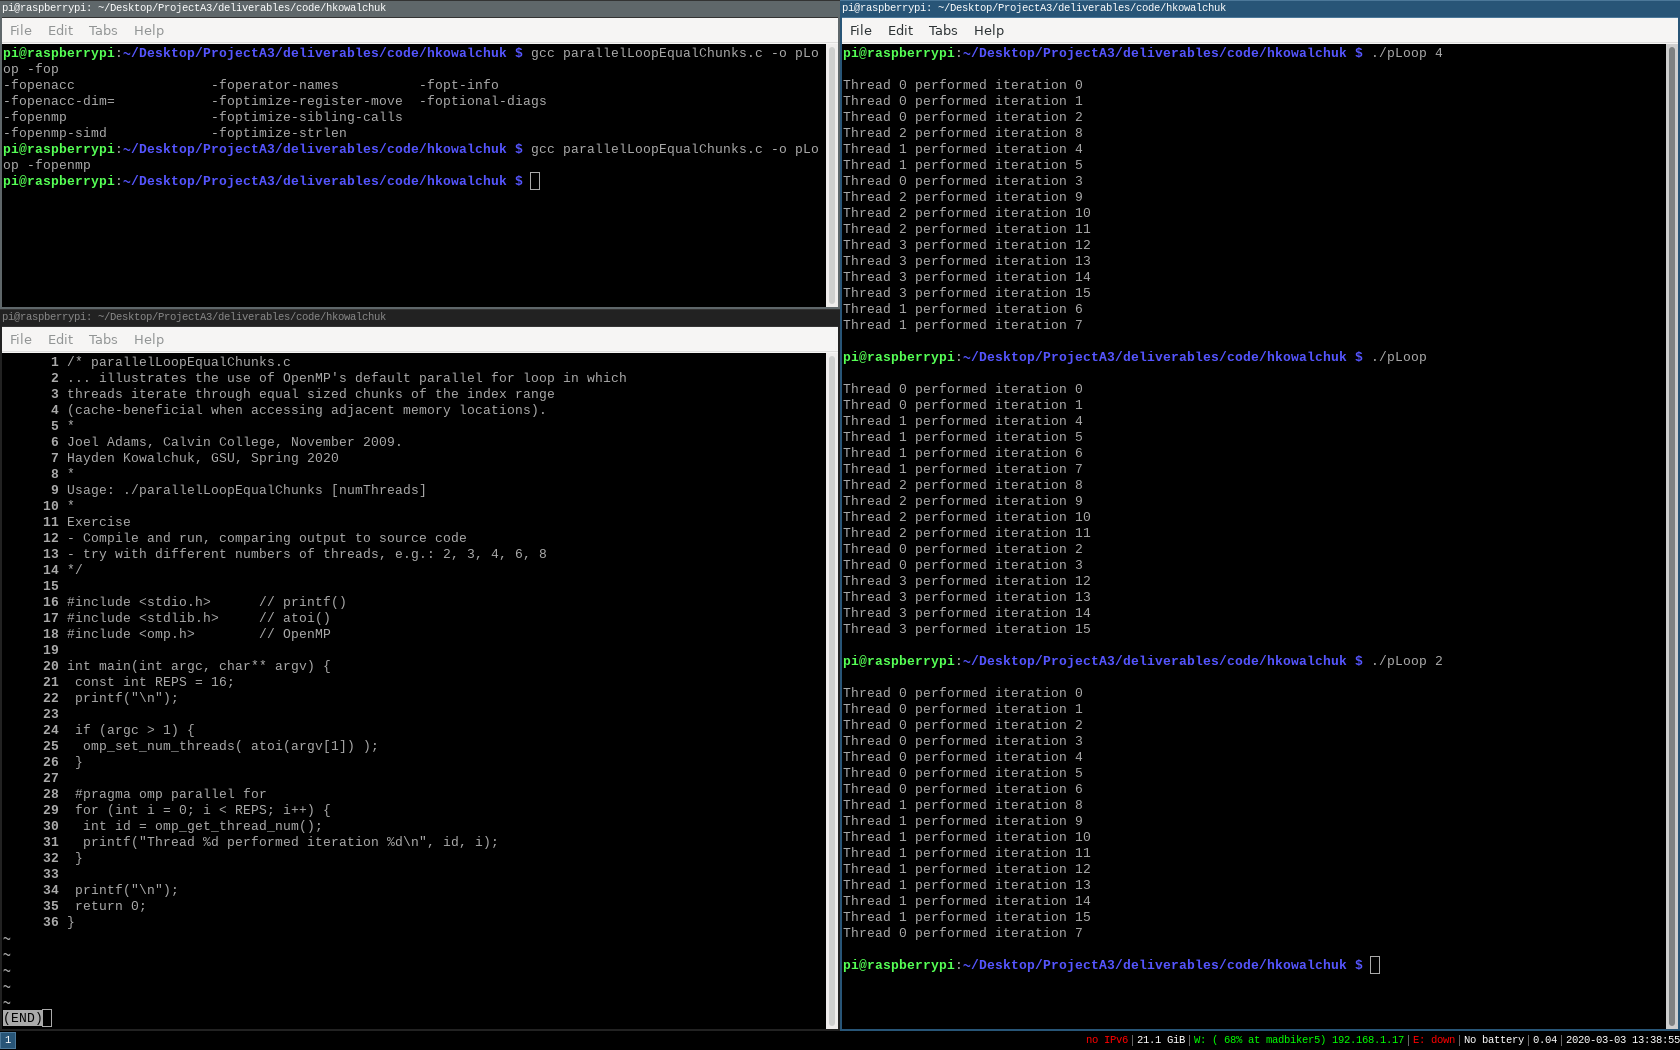 pi@raspberrypi: ~/Desktop/ProjectA3/deliverables/code/hkowalchuk
File Edit Tabs Help
pi@raspberrypi:~/Desktop/ProjectA3/deliverables/code/hkowalchuk $ gcc parallelLoopEqualChunks.c -o pLo
op -fop
-fopenacc -foperator-names -fopt-info
-fopenacc-dim= -foptimize-register-move -foptional-diags
-fopenmp -foptimize-sibling-calls
-fopenmp-simd -foptimize-strlen
pi@raspberrypi:~/Desktop/ProjectA3/deliverables/code/hkowalchuk $ gcc parallelLoopEqualChunks.c -o pLo
op -fopenmp
pi@raspberrypi:~/Desktop/ProjectA3/deliverables/code/hkowalchuk $
pi@raspberrypi: ~/Desktop/ProjectA3/deliverables/code/hkowalchuk
File Edit Tabs Help
1 /* parallelLoopEqualChunks.c
2 ... illustrates the use of OpenMP's default parallel for loop in which
3 threads iterate through equal sized chunks of the index range
4 (cache-beneficial when accessing adjacent memory locations).
5 *
6 Joel Adams, Calvin College, November 2009.
7 Hayden Kowalchuk, GSU, Spring 2020
8 *
9 Usage: ./parallelLoopEqualChunks [numThreads]
10 *
11 Exercise
12 - Compile and run, comparing output to source code
13 - try with different numbers of threads, e.g.: 2, 3, 4, 6, 8
14 */
15
16 #include <stdio.h> // printf()
17 #include <stdlib.h> // atoi()
18 #include <omp.h> // OpenMP
19
20 int main(int argc, char** argv) {
21 const int REPS = 16;
22 printf("\n");
23
24 if (argc > 1) {
25 omp_set_num_threads( atoi(argv[1]) );
26 }
27
28 #pragma omp parallel for
29 for (int i = 0; i < REPS; i++) {
30 int id = omp_get_thread_num();
31 printf("Thread %d performed iteration %d\n", id, i);
32 }
33
34 printf("\n");
35 return 0;
36 }
~
~
~
~
~
(END)
pi@raspberrypi: ~/Desktop/ProjectA3/deliverables/code/hkowalchuk
File Edit Tabs Help
pi@raspberrypi:~/Desktop/ProjectA3/deliverables/code/hkowalchuk $ ./pLoop 4
Thread 0 performed iteration 0
Thread 0 performed iteration 1
Thread 0 performed iteration 2
Thread 2 performed iteration 8
Thread 1 performed iteration 4
Thread 1 performed iteration 5
Thread 0 performed iteration 3
Thread 2 performed iteration 9
Thread 2 performed iteration 10
Thread 2 performed iteration 11
Thread 3 performed iteration 12
Thread 3 performed iteration 13
Thread 3 performed iteration 14
Thread 3 performed iteration 15
Thread 1 performed iteration 6
Thread 1 performed iteration 7
pi@raspberrypi:~/Desktop/ProjectA3/deliverables/code/hkowalchuk $ ./pLoop
Thread 0 performed iteration 0
Thread 0 performed iteration 1
Thread 1 performed iteration 4
Thread 1 performed iteration 5
Thread 1 performed iteration 6
Thread 1 performed iteration 7
Thread 2 performed iteration 8
Thread 2 performed iteration 9
Thread 2 performed iteration 10
Thread 2 performed iteration 11
Thread 0 performed iteration 2
Thread 0 performed iteration 3
Thread 3 performed iteration 12
Thread 3 performed iteration 13
Thread 3 performed iteration 14
Thread 3 performed iteration 15
pi@raspberrypi:~/Desktop/ProjectA3/deliverables/code/hkowalchuk $ ./pLoop 2
Thread 0 performed iteration 0
Thread 0 performed iteration 1
Thread 0 performed iteration 2
Thread 0 performed iteration 3
Thread 0 performed iteration 4
Thread 0 performed iteration 5
Thread 0 performed iteration 6
Thread 1 performed iteration 8
Thread 1 performed iteration 9
Thread 1 performed iteration 10
Thread 1 performed iteration 11
Thread 1 performed iteration 12
Thread 1 performed iteration 13
Thread 1 performed iteration 14
Thread 1 performed iteration 15
Thread 0 performed iteration 7
pi@raspberrypi:~/Desktop/ProjectA3/deliverables/code/hkowalchuk $
1 no IPv6|21.1 GiB|W: ( 68% at madbiker5) 192.168.1.17|E: down|No battery|0.04|2020-03-03 13:38:55